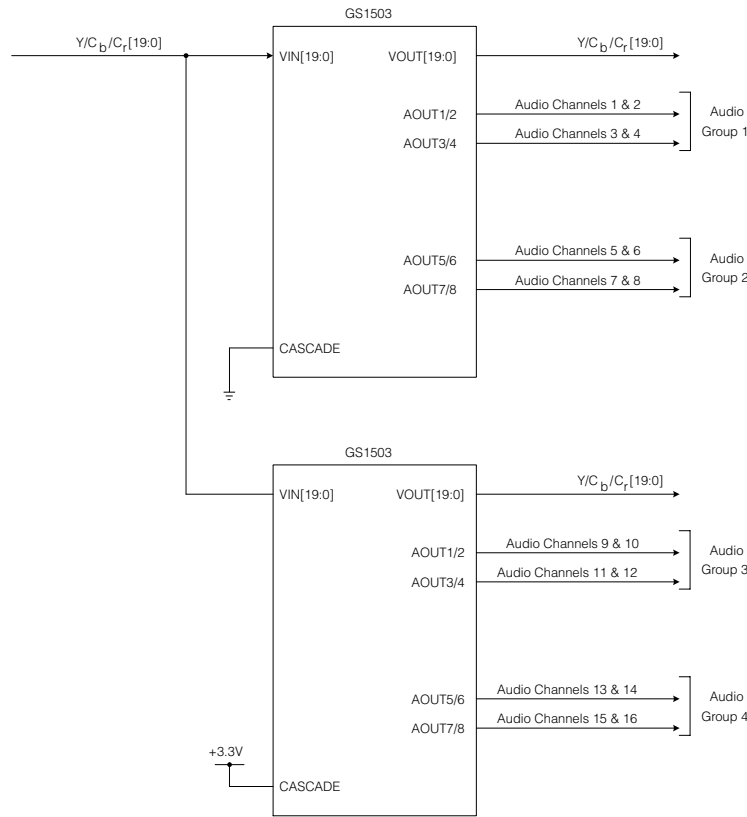 GS1503
Y/Cb/Cr[19:0]
VIN[19:0]
VOUT[19:0]
Y/Cb/Cr[19:0]
AOUT1/2
Audio Channels 1 & 2
AOUT3/4
Audio Channels 3 & 4
Audio
Group 1
AOUT5/6
Audio Channels 5 & 6
AOUT7/8
Audio Channels 7 & 8
Audio
Group 2
CASCADE
GS1503
VIN[19:0]
VOUT[19:0]
Y/Cb/Cr[19:0]
AOUT1/2
Audio Channels 9 & 10
AOUT3/4
Audio Channels 11 & 12
Audio
Group 3
AOUT5/6
Audio Channels 13 & 14
AOUT7/8
Audio Channels 15 & 16
Audio
Group 4
+3.3V
CASCADE